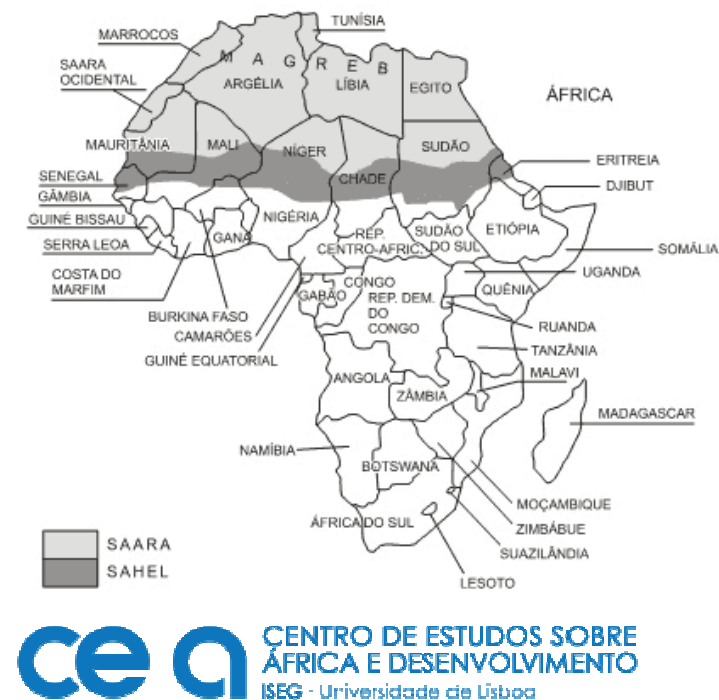 TUNÍSIA
MARROCOS
MAGREB
SAARA
OCIDENTAL
ARGÉLIA
LÍBIA
EGITO
ÁFRICA
MAURITÂNIA
MALI
NÍGER
SUDÃO
ERITREIA
SENEGAL
CHADE
DJIBUT
GÂMBIA
GUINÉ BISSAU
NIGÉRIA
GANA
RÉP.
CENTRO-AFRIC.
SUDÃO
DO SUL
ETIÓPIA
SERRA LEOA
SOMÁLIA
COSTA DO
MARFIM
UGANDA
CONGO
GABÃO
QUÊNIA
REP. DEM.
DO
CONGO
BURKINA FASO
RUANDA
CAMARÕES
TANZÂNIA
GUINÉ EQUATORIAL
MALAVI
ANGOLA
ZÂMBIA
MADAGASCAR
NAMÍBIA
BOTSWANA
MOÇAMBIQUE
ÁFRICA DO SUL
ZIMBÁBUE
SUAZILÂNDIA
LESOTO
SAARA
SAHEL
cea
CENTRO DE ESTUDOS SOBRE
ÁFRICA E DESENVOLVIMENTO
ISEG - Universidade de Lisboa